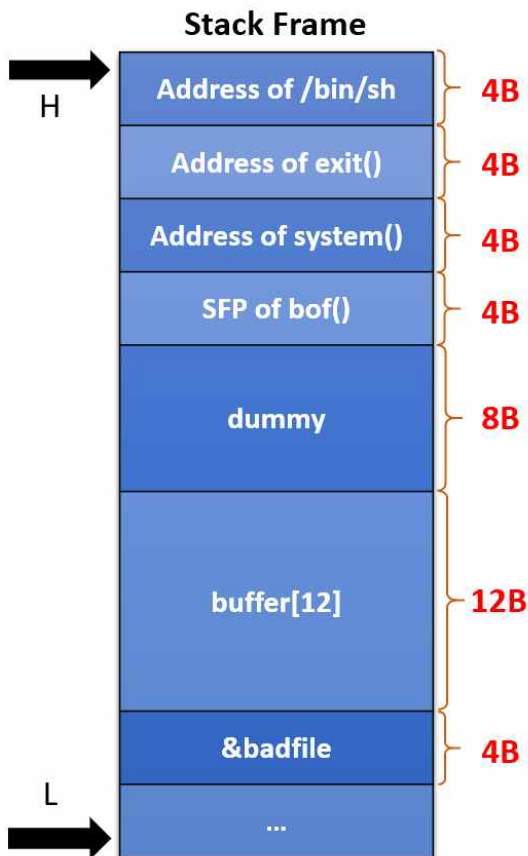 Stack Frame
H
Address of /bin/sh
4B
Address of exit()
4B
Address of system()
4B
SFP of bof()
4B
dummy
8B
buffer[12]
12B
&badfile
4B
L
...